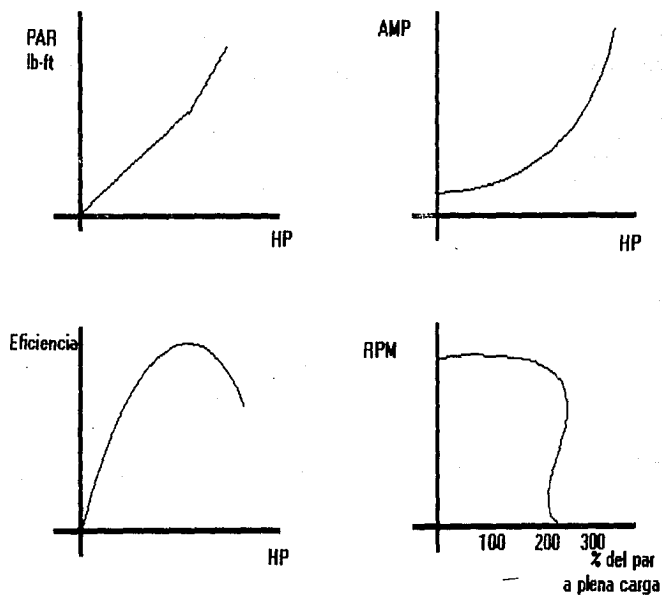 PAR
lb-ft
HP
AMP
HP
Eficiencia
HP
RPM
100 200 300
% del par
a plena carga